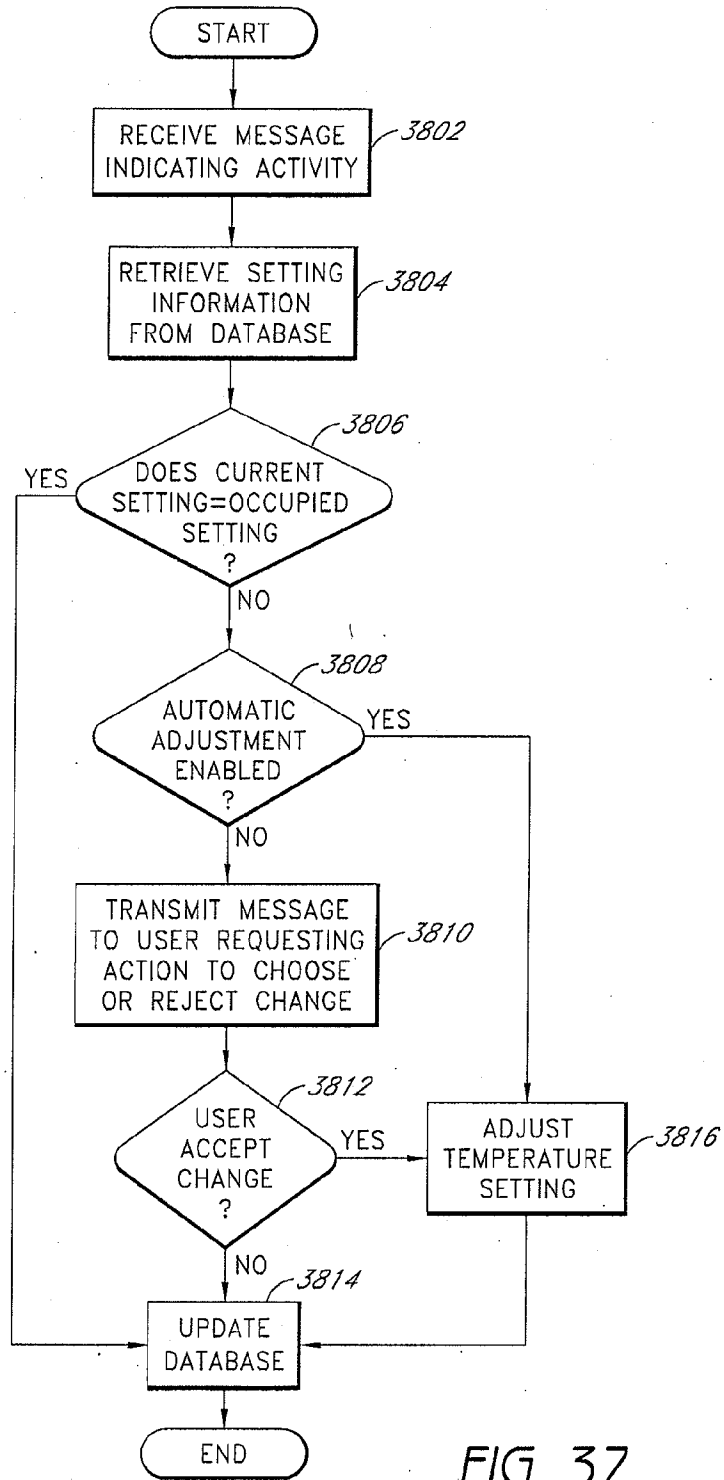 START
RECEIVE MESSAGE
INDICATING ACTIVITY
3802
RETRIEVE SETTING
INFORMATION
FROM DATABASE
3804
3806
DOES CURRENT
SETTING=OCCUPIED
SETTING
?
YES
NO
3808
AUTOMATIC
ADJUSTMENT
ENABLED
?
YES
NO
TRANSMIT MESSAGE
TO USER REQUESTING
ACTION TO CHOOSE
OR REJECT CHANGE
3810
3812
USER
ACCEPT
CHANGE
?
YES
ADJUST
TEMPERATURE
SETTING
3816
NO
3814
UPDATE
DATABASE
END
FIG 37